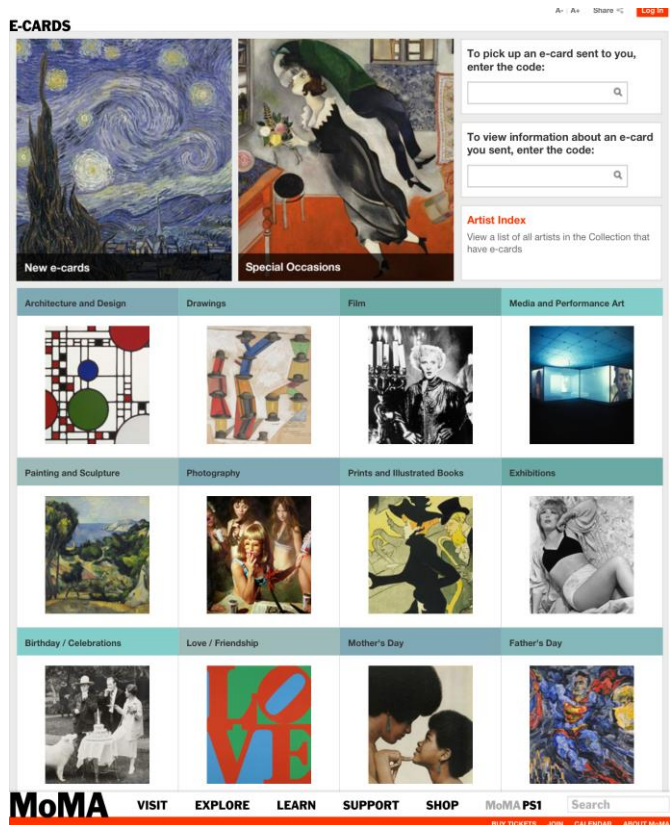 A- A+ Share Log In
E-CARDS
To pick up an e-card sent to you,
enter the code:
To view information about an e-card
you sent, enter the code:
Artist Index
View a list of all artists in the Collection that
have e-cards
New e-cards
Special Occasions
Architecture and Design
Drawings
Film
Media and Performance Art
Painting and Sculpture
Photography
Prints and Illustrated Books
Exhibitions
Birthday / Celebrations
Love / Friendship
Mother's Day
Father's Day
LO
VE
MoMA VISIT EXPLORE LEARN SUPPORT SHOP MoMAPS1 Search
BUY TICKETS JOIN CALENDAR ABOUT MoMA